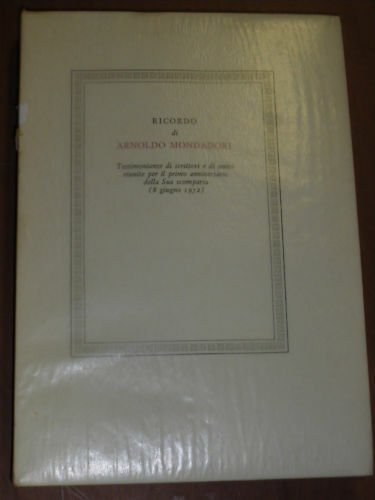 RICORDO
di
ARNOLDO MONDADORI
Testimonianze di scrittori e di amici
riunite per il primo anniversario
della Sua scomparsa
(8 giugno 1972)